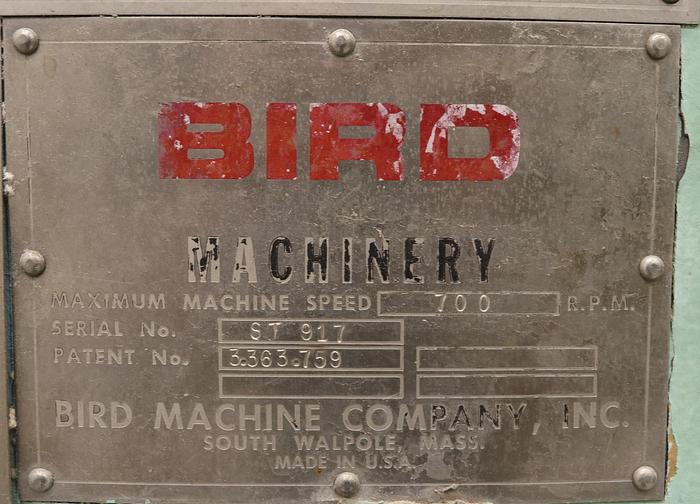 BIRD
MACHINERY
MAXIMUM MACHINE SPEED 700 R.P.M.
SERIAL No. ST 917
PATENT No. 3.363.759
BIRD MACHINE COMPANY, INC.
SOUTH WALPOLE, MASS.
MADE IN U.S.A.